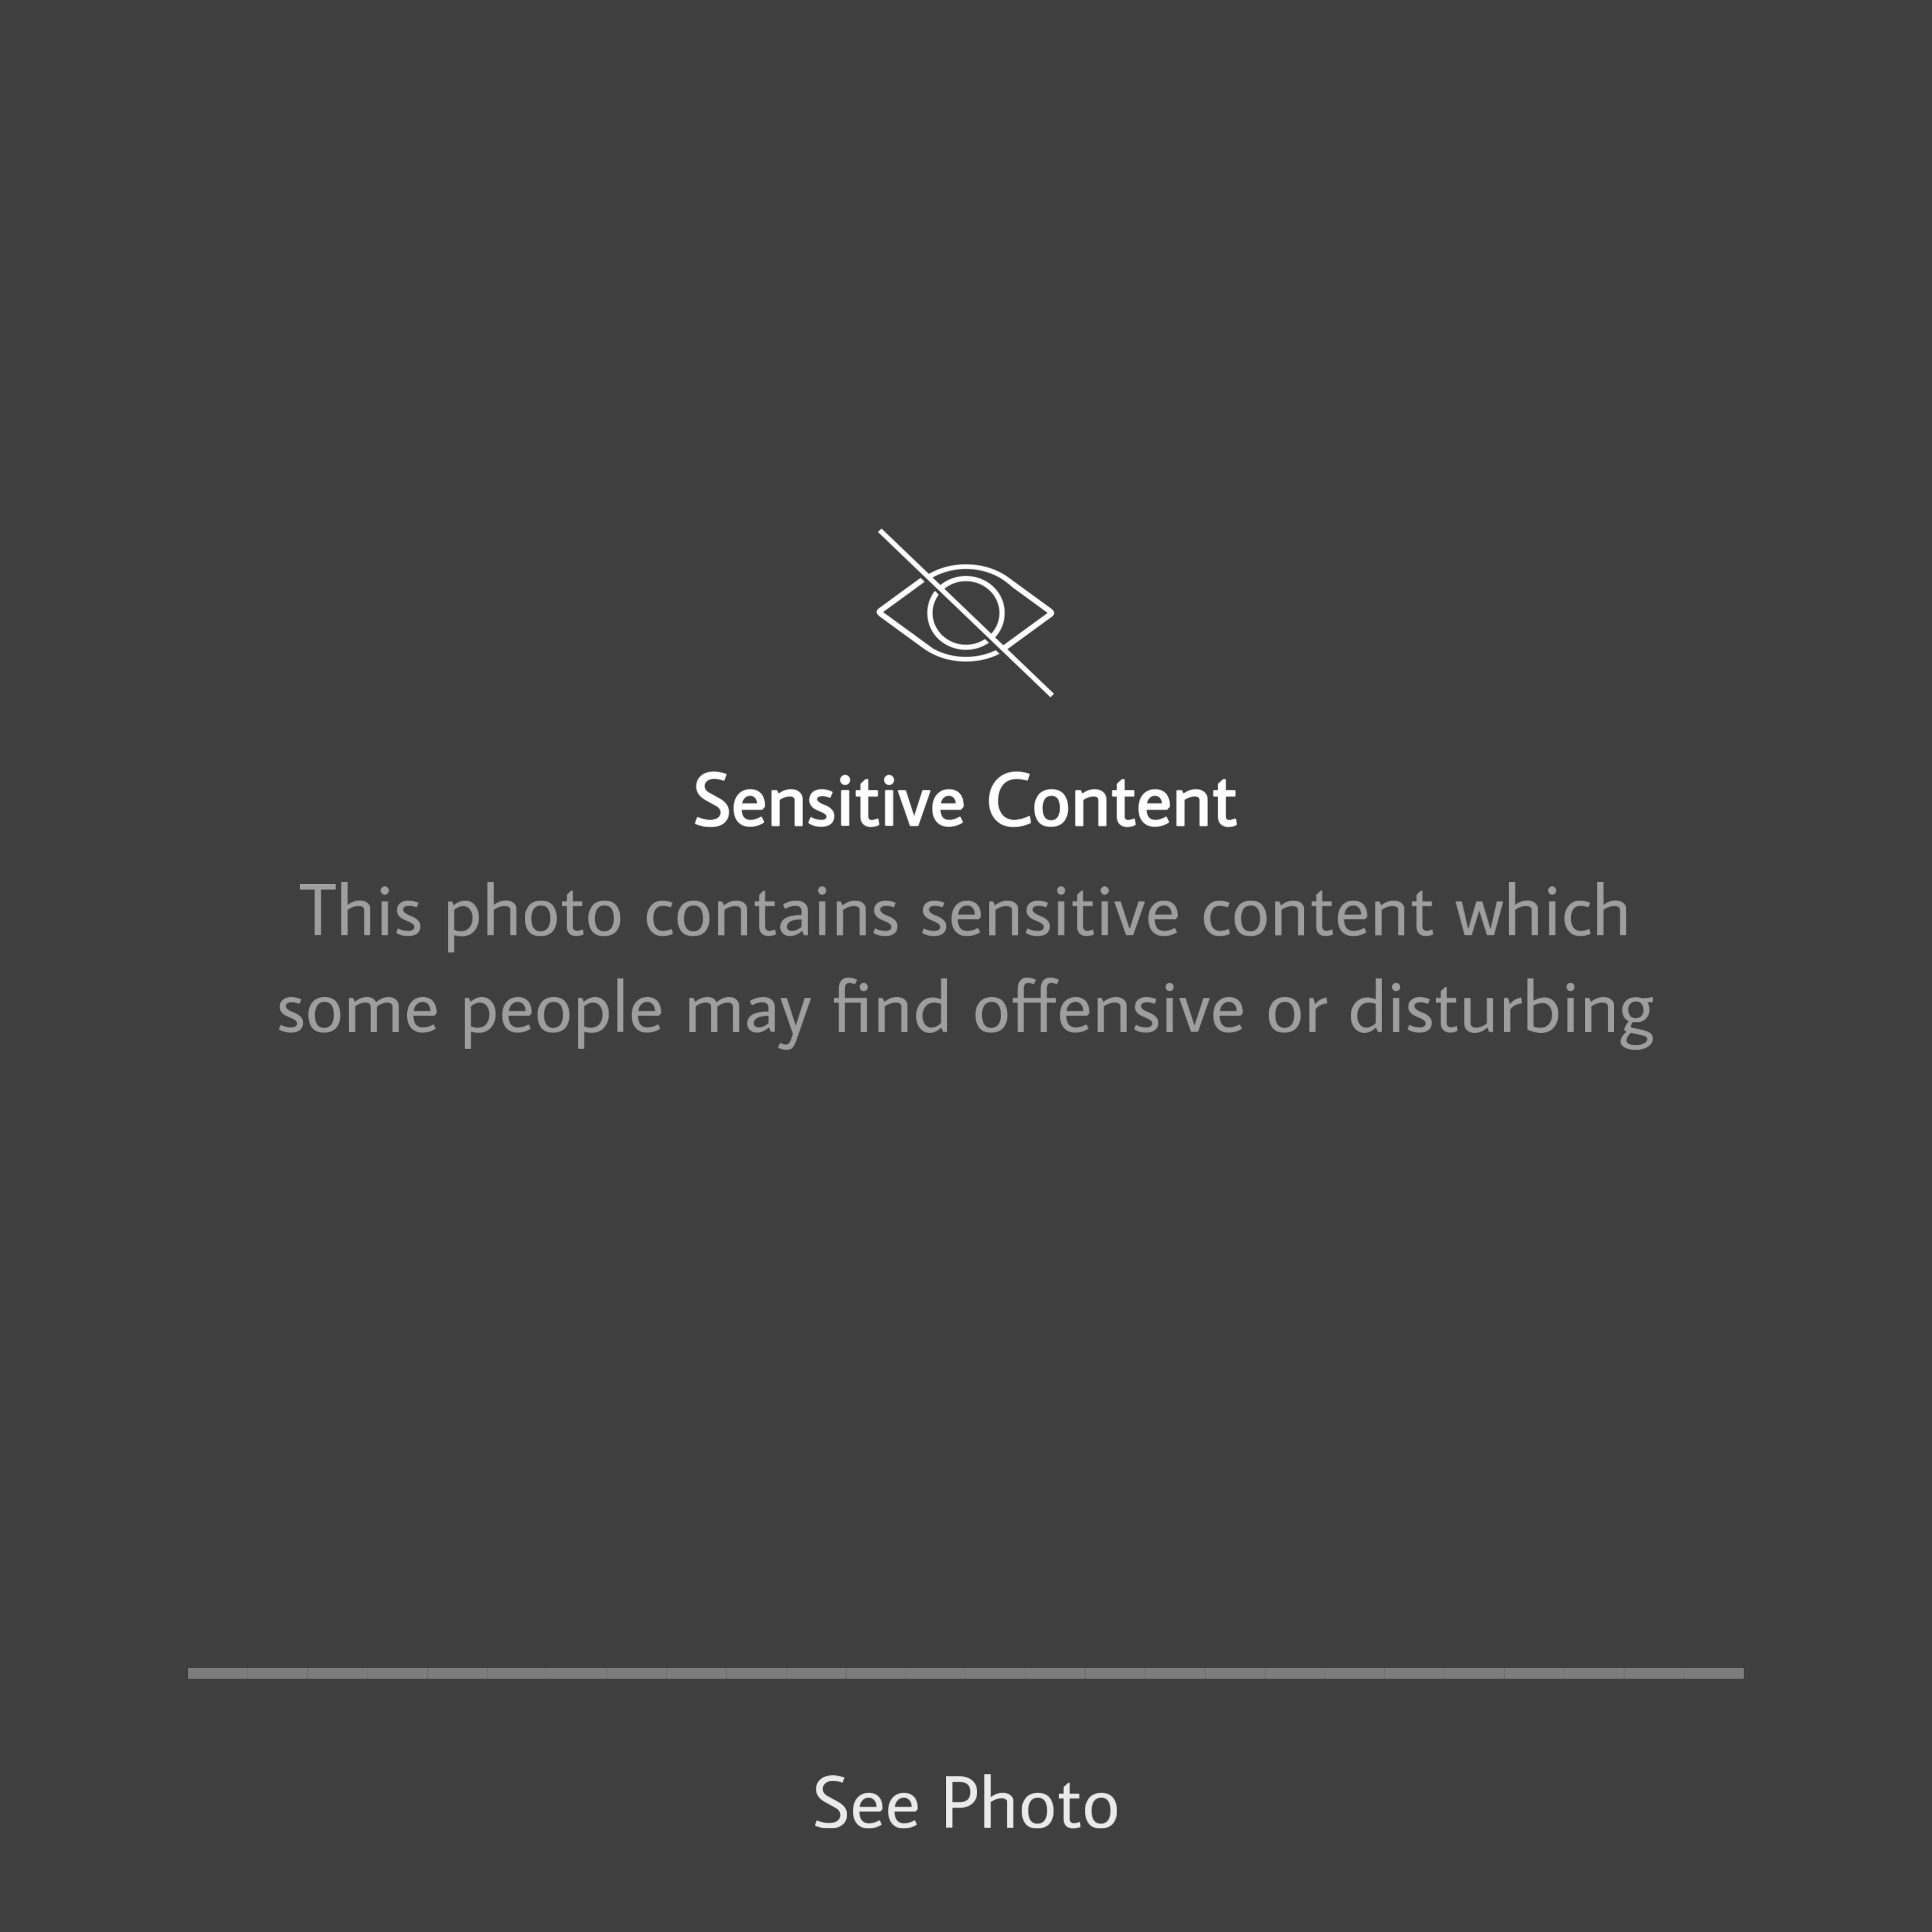 Sensitive Content
This photo contains sensitive content which
some people may find offensive or disturbing
See Photo